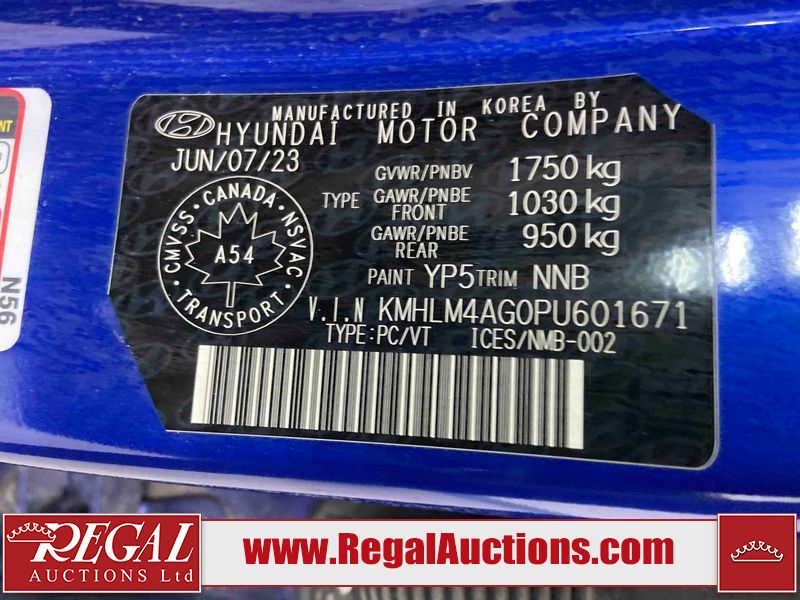 MANUFACTURED IN KOREA BY
HYUNDAI MOTOR COMPANY
JUN/07/23
GVWR/PNBV 1750 kg
TYPE GAWR/PNBE FRONT 1030 kg
GAWR/PNBE REAR 950 kg
CANADA
CMVSS
NSVAC
A54
TRANSPORT
PAINT YP5 TRIM NNB
V.I.N KMHLM4AG0PU601671
TYPE:PC/VT ICES/NMB-002
NT
N56
REGAL
AUCTIONS Ltd
www.RegalAuctions.com